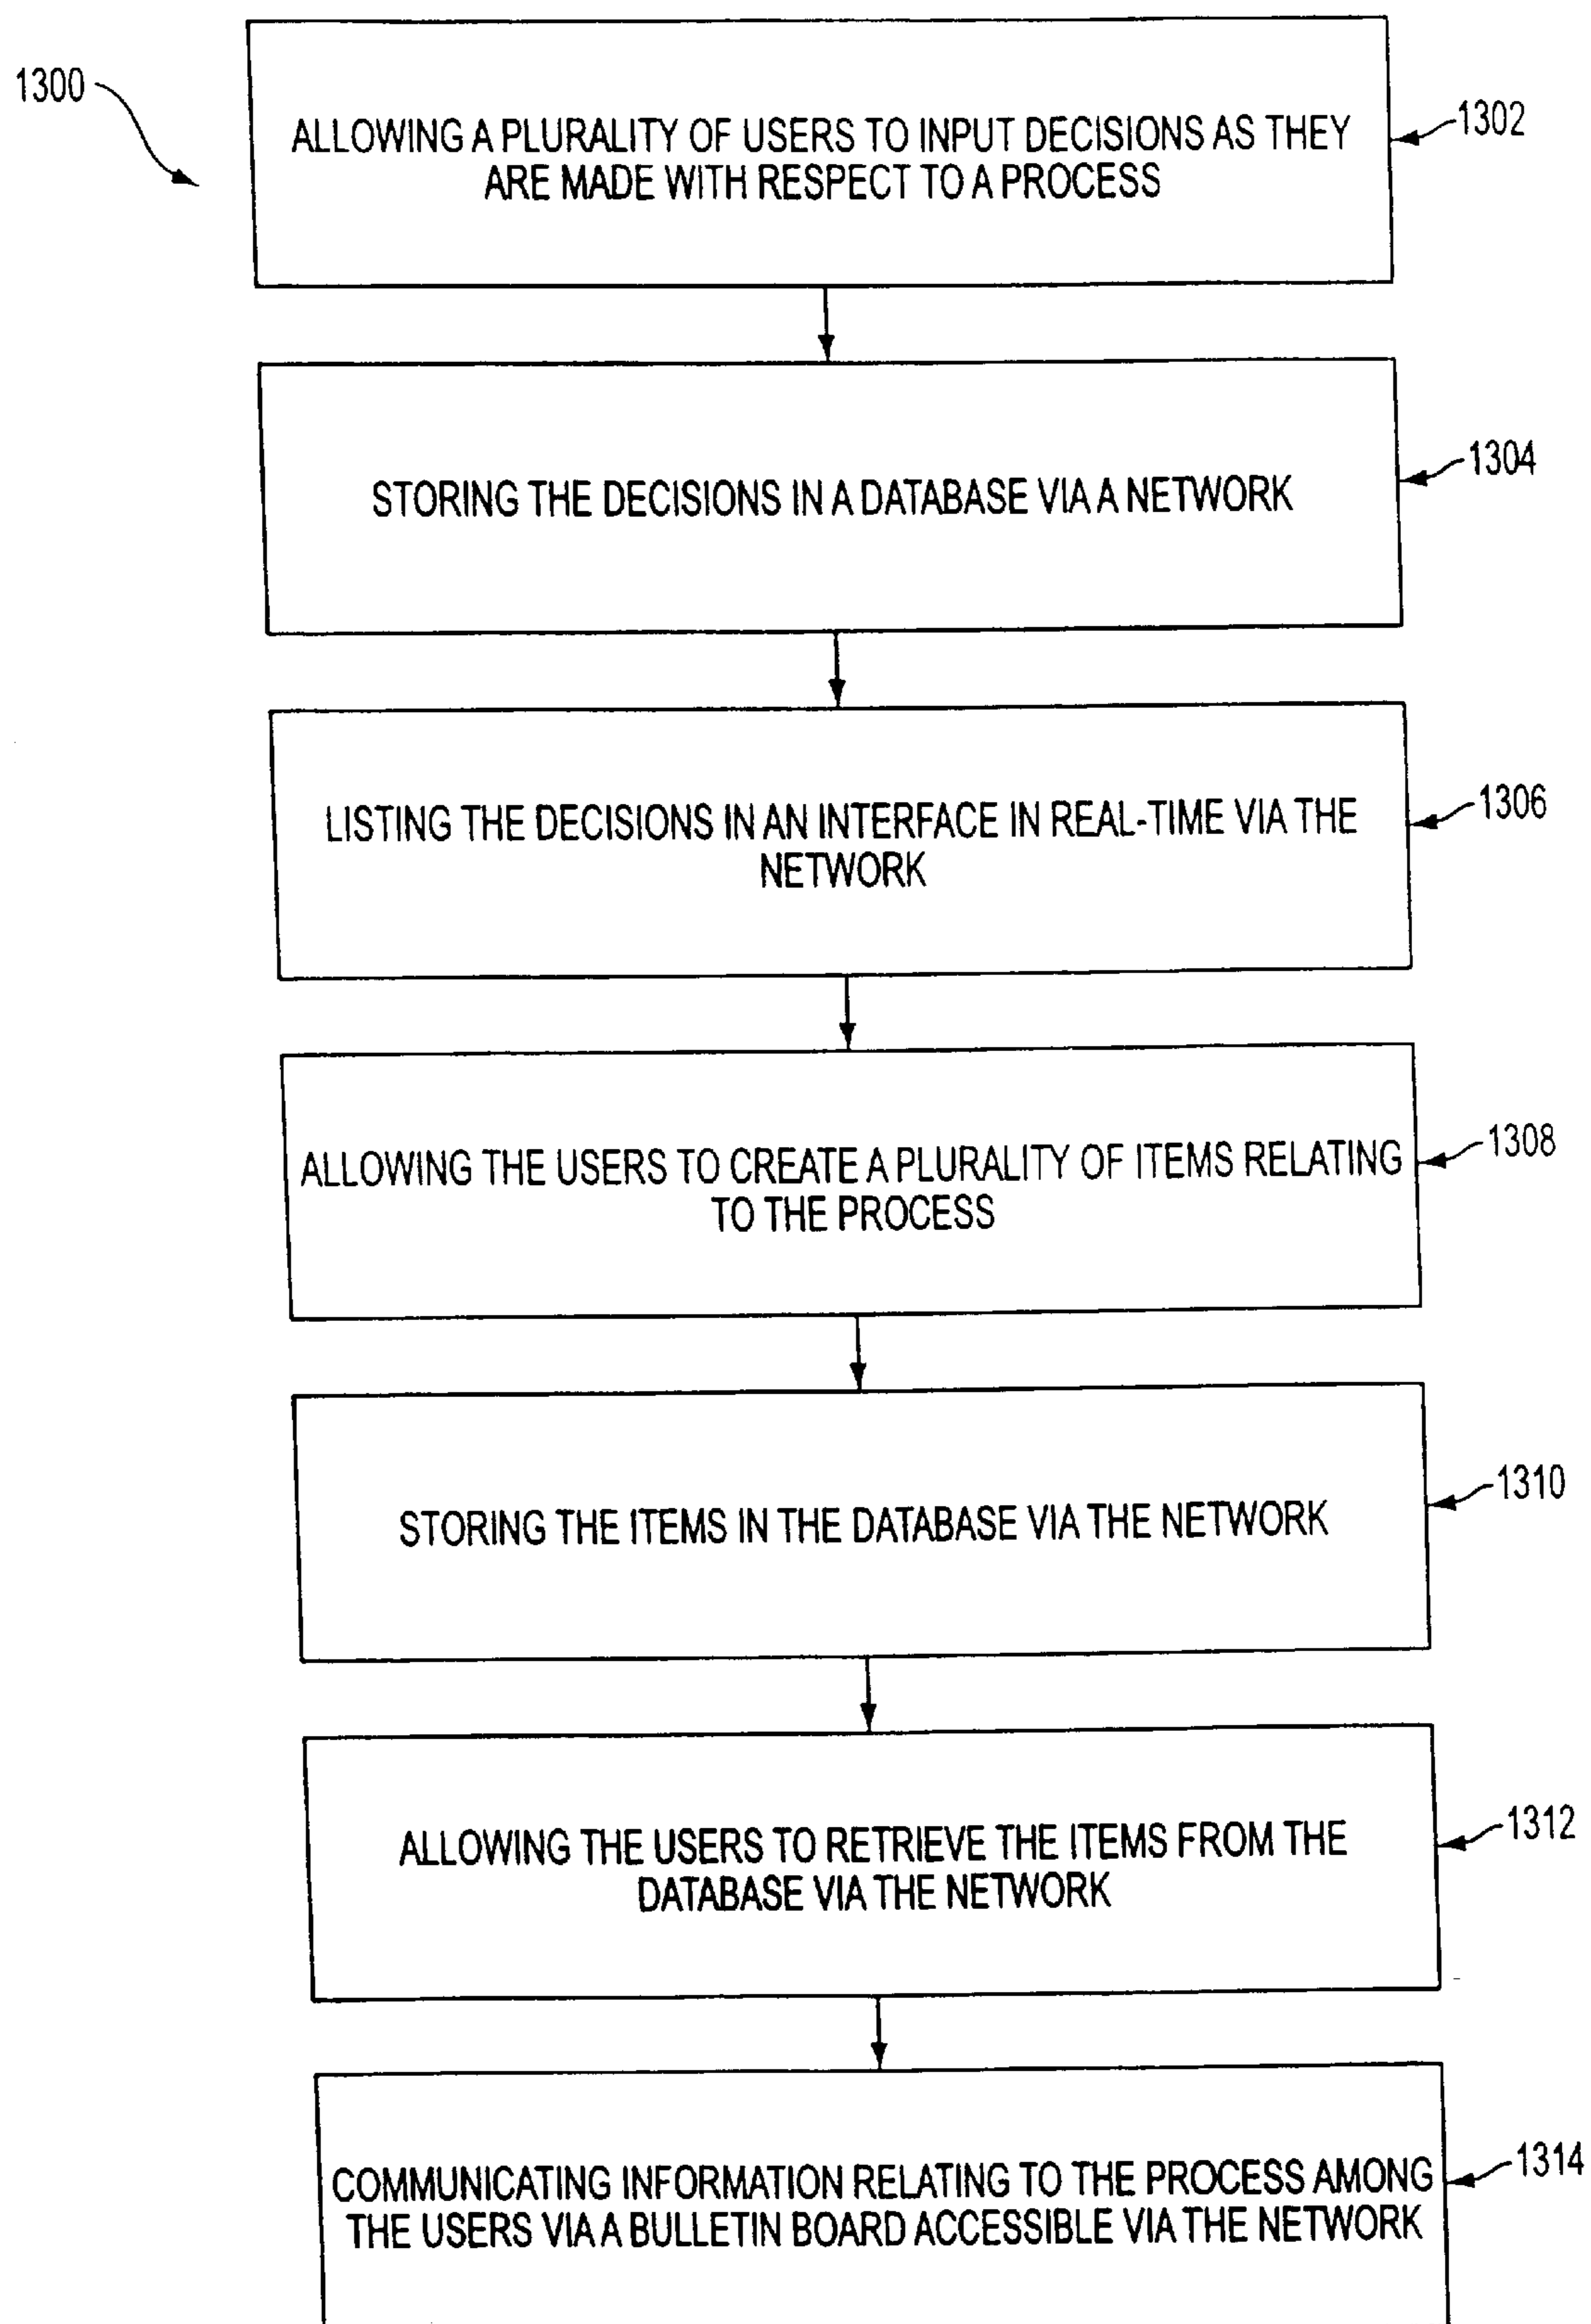 1300
ALLOWING A PLURALITY OF USERS TO INPUT DECISIONS AS THEY
ARE MADE WITH RESPECT TO A PROCESS
1302
STORING THE DECISIONS IN A DATABASE VIA A NETWORK
1304
LISTING THE DECISIONS IN AN INTERFACE IN REAL-TIME VIA THE
NETWORK
1306
ALLOWING THE USERS TO CREATE A PLURALITY OF ITEMS RELATING
TO THE PROCESS
1308
STORING THE ITEMS IN THE DATABASE VIA THE NETWORK
1310
ALLOWING THE USERS TO RETRIEVE THE ITEMS FROM THE
DATABASE VIA THE NETWORK
1312
COMMUNICATING INFORMATION RELATING TO THE PROCESS AMONG
THE USERS VIA A BULLETIN BOARD ACCESSIBLE VIA THE NETWORK
1314